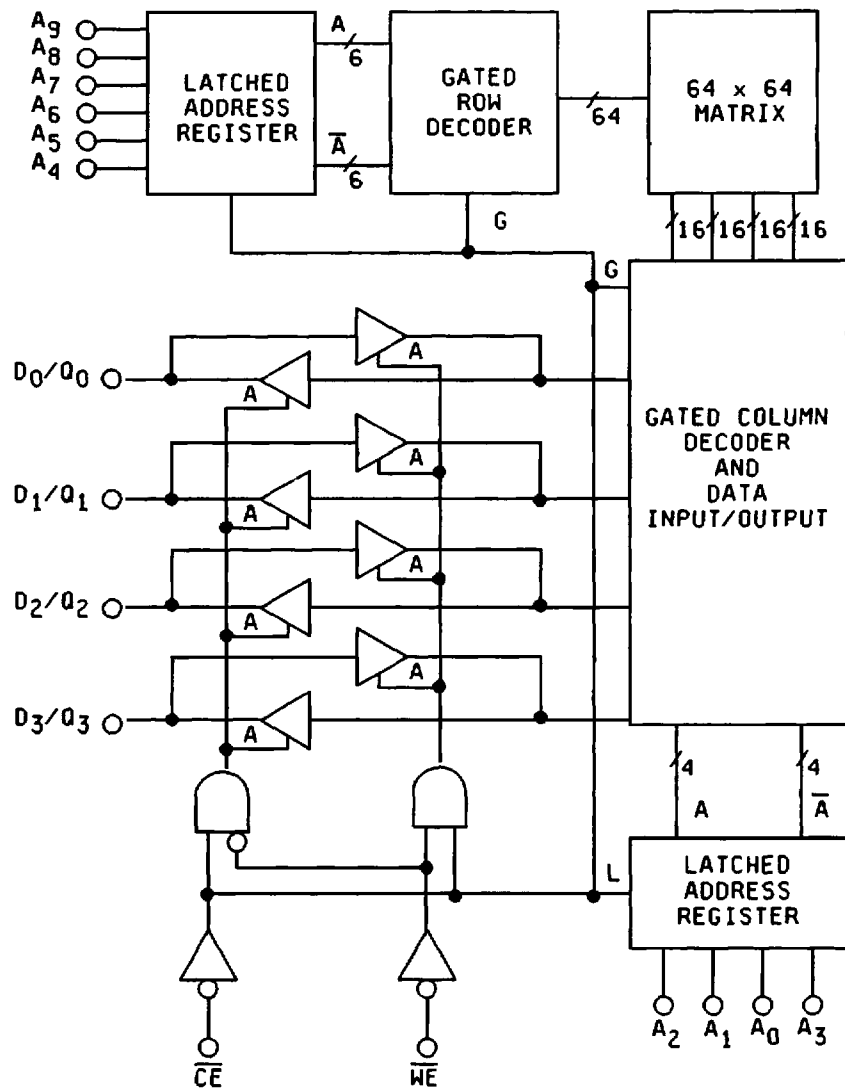 A9
A8
A7
A6
A5
A4
LATCHED
ADDRESS
REGISTER
A
6
A̅
6
GATED
ROW
DECODER
64
64 x 64
MATRIX
16 16 16 16
G
G
D0/Q0
A
A
D1/Q1
A
A
D2/Q2
A
A
D3/Q3
A
A
GATED COLUMN
DECODER
AND
DATA
INPUT/OUTPUT
4
4
A
A̅
L
LATCHED
ADDRESS
REGISTER
A2
A1
A0
A3
C̅E̅
W̅E̅